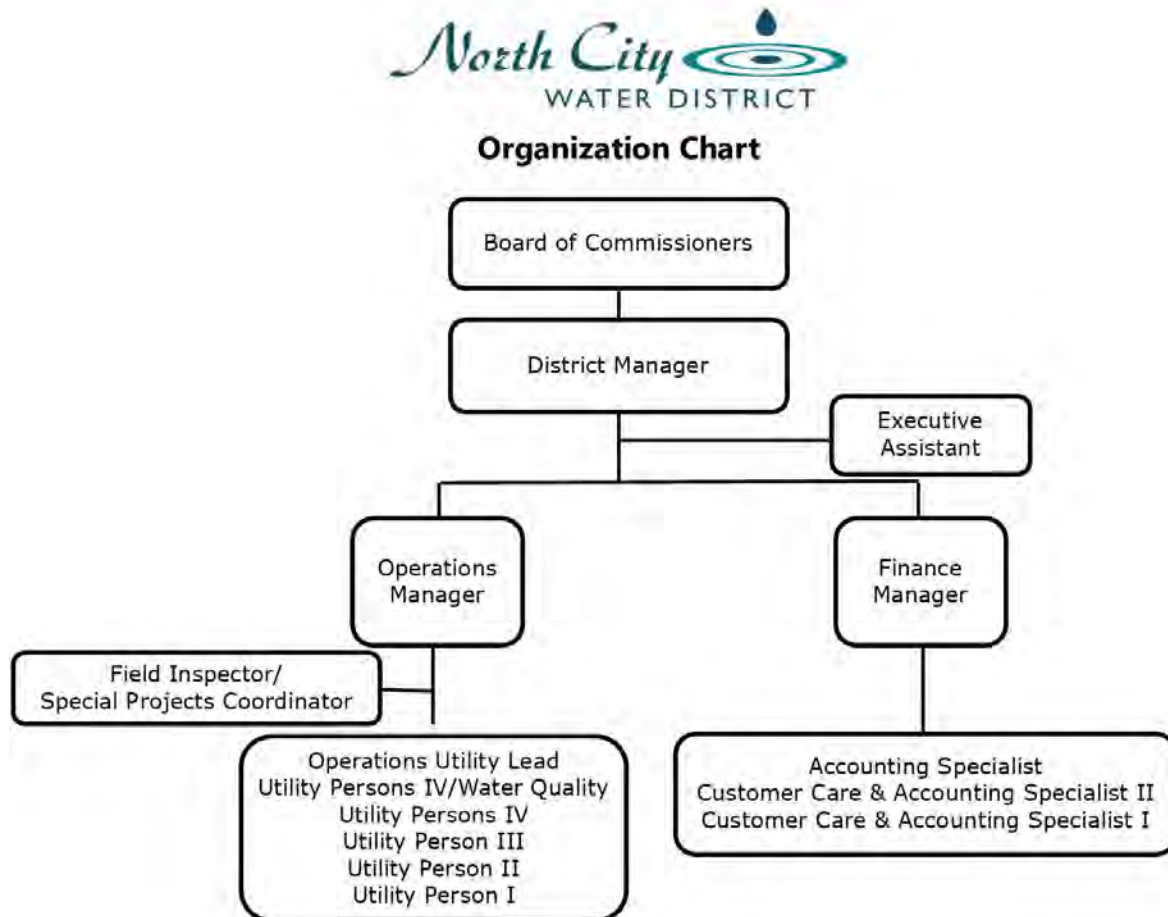 North City
WATER DISTRICT
Organization Chart
Board of Commissioners
District Manager
Executive
Assistant
Operations
Manager
Finance
Manager
Field Inspector/
Special Projects Coordinator
Operations Utility Lead
Utility Persons IV/Water Quality
Utility Persons IV
Utility Person III
Utility Person II
Utility Person I
Accounting Specialist
Customer Care & Accounting Specialist II
Customer Care & Accounting Specialist I